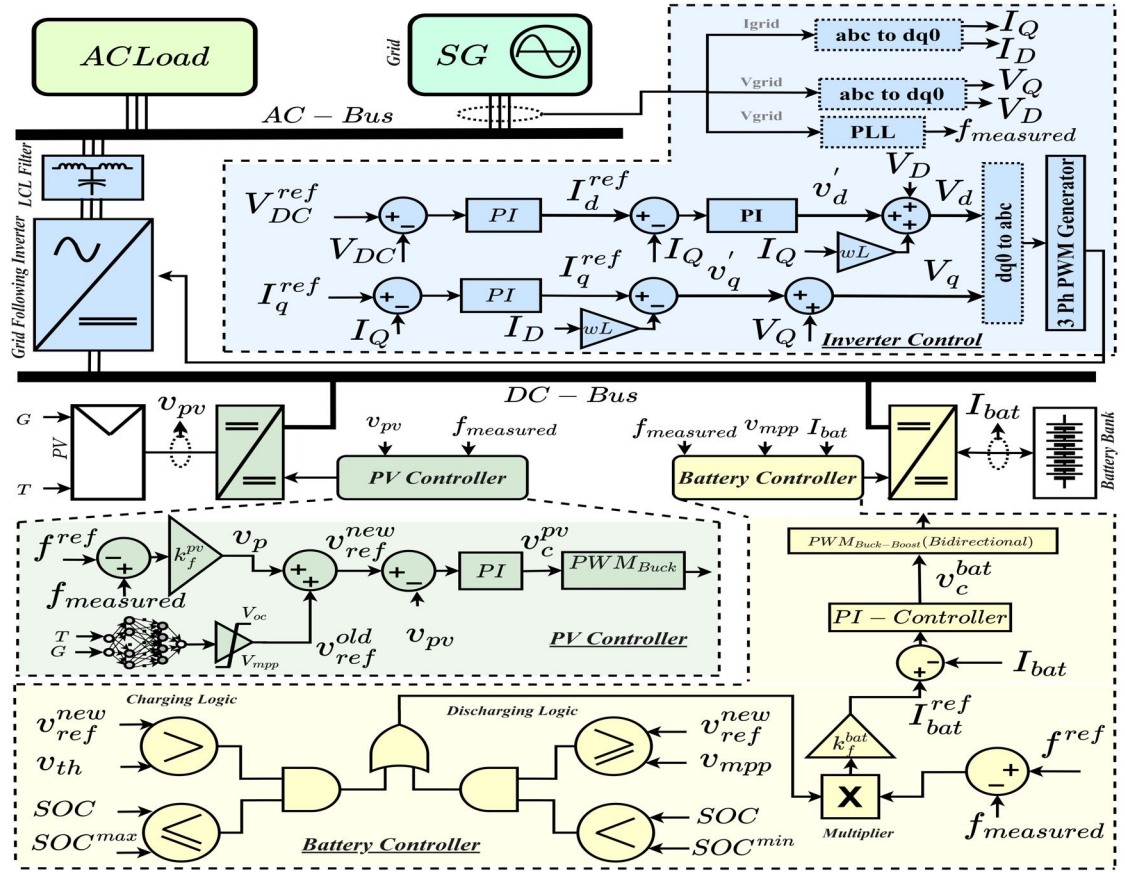 AC Load
Grid
SG
Igrid
abc to dq0
I_Q
I_D
Vgrid
abc to dq0
V_Q
V_D
Vgrid
PLL
f_measured
AC − Bus
LCL Filter
Grid Following Inverter
V_DC^ref
+ −
V_DC
PI
I_d^ref
+ −
I_Q
PI
v_d^'
V_D
+ + +
V_d
I_Q
wL
dq0 to abc
3 Ph PWM Generator
I_q^ref
+ −
I_Q
PI
I_q^ref
+ −
I_D
wL
v_q^'
+ +
V_Q
V_q
Inverter Control
DC − Bus
G
T
PV
v_pv
v_pv
f_measured
PV Controller
f_measured
v_mpp
I_bat
Battery Controller
I_bat
Battery Bank
f^ref
− +
f_measured
k_f^pv
v_p
+ +
v_ref^new
+ −
v_pv
PI
v_c^pv
PWM_Buck
T
G
V_oc
V_mpp
v_ref^old
PV Controller
PWM_Buck−Boost(Bidirectional)
v_c^bat
PI − Controller
− +
I_bat
I_bat^ref
Charging Logic
v_ref^new
v_th
>
SOC
SOC^max
≤
Discharging Logic
v_ref^new
v_mpp
≥
SOC
SOC^min
<
k_f^bat
X
Multiplier
f^ref
− +
f_measured
Battery Controller